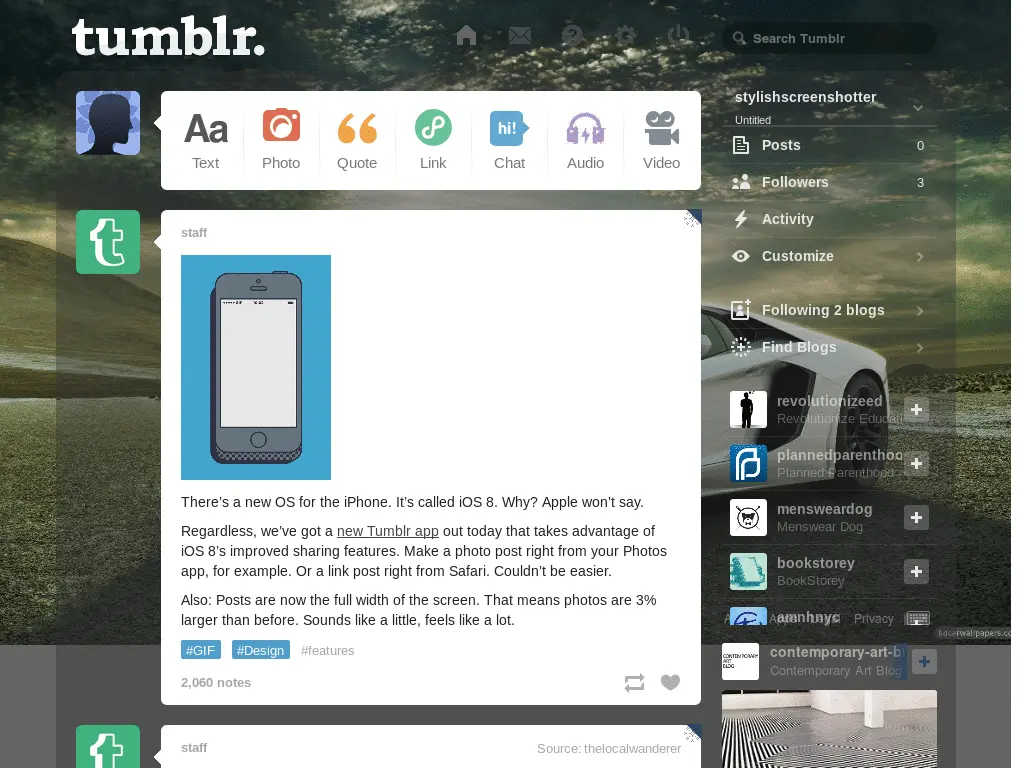 tumblr.
Search Tumblr
Aa
hi!
Text
Photo
Quote
Link
Chat
Audio
Video
stylishscreenshotter
Untitled
Posts 0
Followers 3
Activity
Customize
Following 2 blogs
Find Blogs
staff
There’s a new OS for the iPhone. It’s called iOS 8. Why? Apple won’t say.
Regardless, we’ve got a new Tumblr app out today that takes advantage of
iOS 8’s improved sharing features. Make a photo post right from your Photos
app, for example. Or a link post right from Safari. Couldn’t be easier.
Also: Posts are now the full width of the screen. That means photos are 3%
larger than before. Sounds like a little, feels like a lot.
#GIF #Design #features
2,060 notes
staff
Source: thelocalwanderer
revolutionizeed
Revolutionize Educati
plannedparenthoo
Planned Parenthood
mensweardog
Menswear Dog
bookstorey
BookStorey
amnhnyc
Legal Privacy
hdcarwallpapers.co
CONTEMPORARY
ART
BLOG
contemporary-art-bl
Contemporary Art Blog